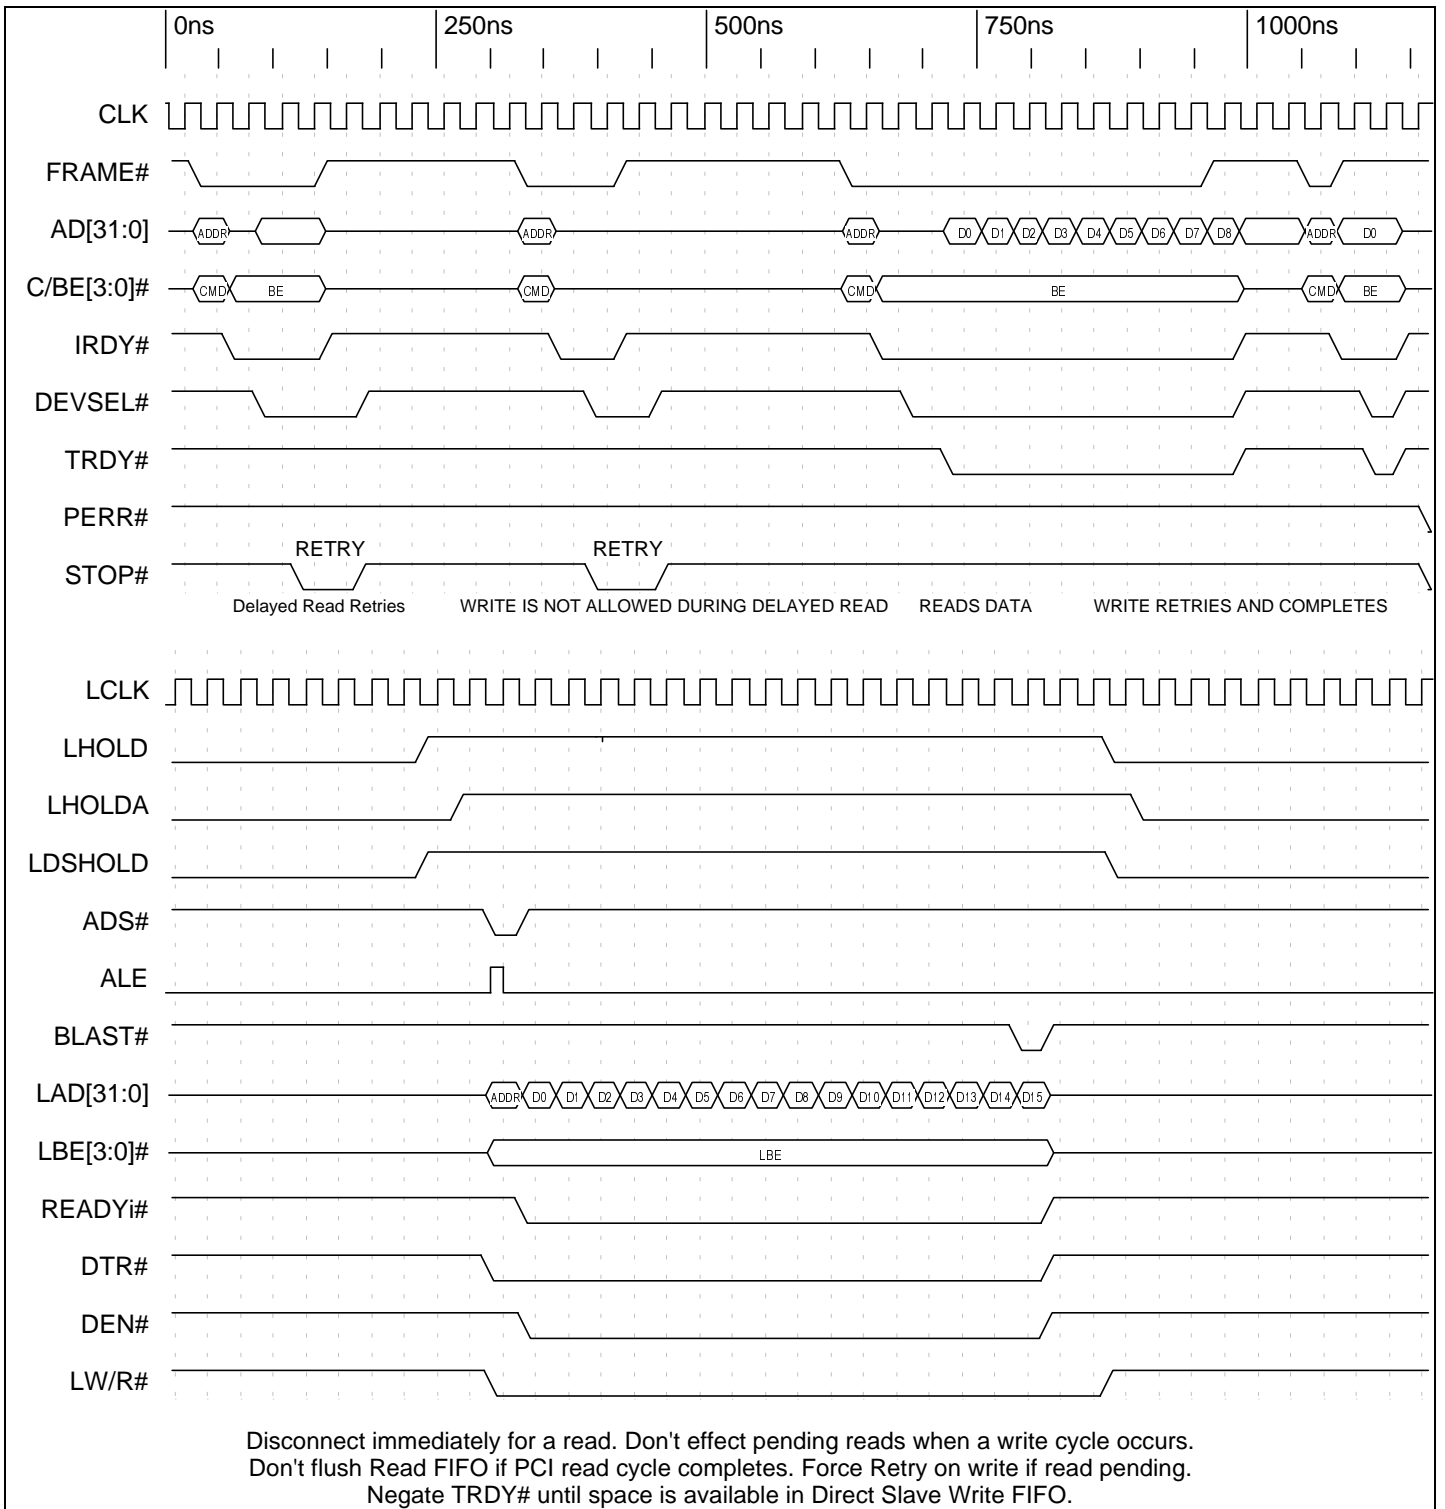 0ns 250ns 500ns 750ns 1000ns
CLK
FRAME#
AD[31:0] ADDR ADDR ADDR D0 D1 D2 D3 D4 D5 D6 D7 D8 ADDR D0
C/BE[3:0]# CMD BE CMD CMD BE CMD BE
IRDY#
DEVSEL#
TRDY#
PERR#
RETRY RETRY
STOP#
Delayed Read Retries WRITE IS NOT ALLOWED DURING DELAYED READ READS DATA WRITE RETRIES AND COMPLETES
LCLK
LHOLD
LHOLDA
LDSHOLD
ADS#
ALE
BLAST#
LAD[31:0] ADDR D0 D1 D2 D3 D4 D5 D6 D7 D8 D9 D10 D11 D12 D13 D14 D15
LBE[3:0]# LBE
READYi#
DTR#
DEN#
LW/R#
Disconnect immediately for a read. Don't effect pending reads when a write cycle occurs.
Don't flush Read FIFO if PCI read cycle completes. Force Retry on write if read pending.
Negate TRDY# until space is available in Direct Slave Write FIFO.